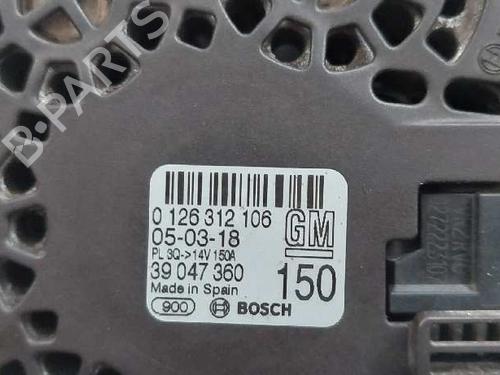 B-PARTS
0 126 312 106
05-03-18
GM
PL 3Q->14V 150A
39 047 360
150
Made in Spain
900 BOSCH